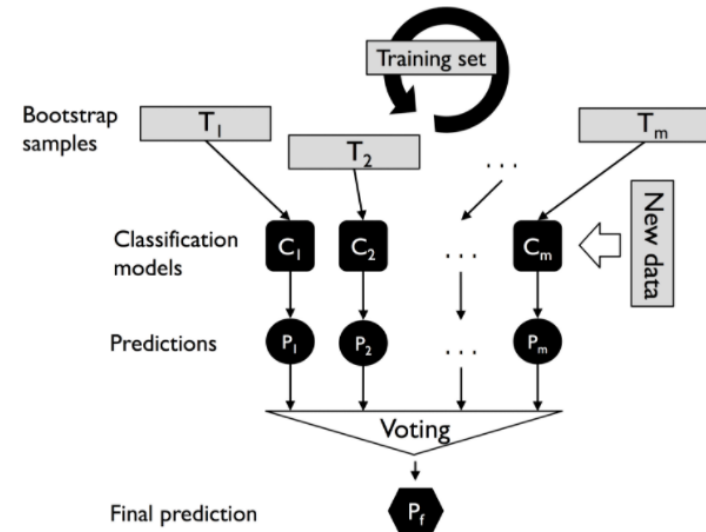 Training set
Bootstrap
samples
T₁
T₂
. . .
Tₘ
Classification
models
C₁
C₂
. . .
Cₘ
New data
Predictions
P₁
P₂
. . .
Pₘ
Voting
Final prediction
P_f